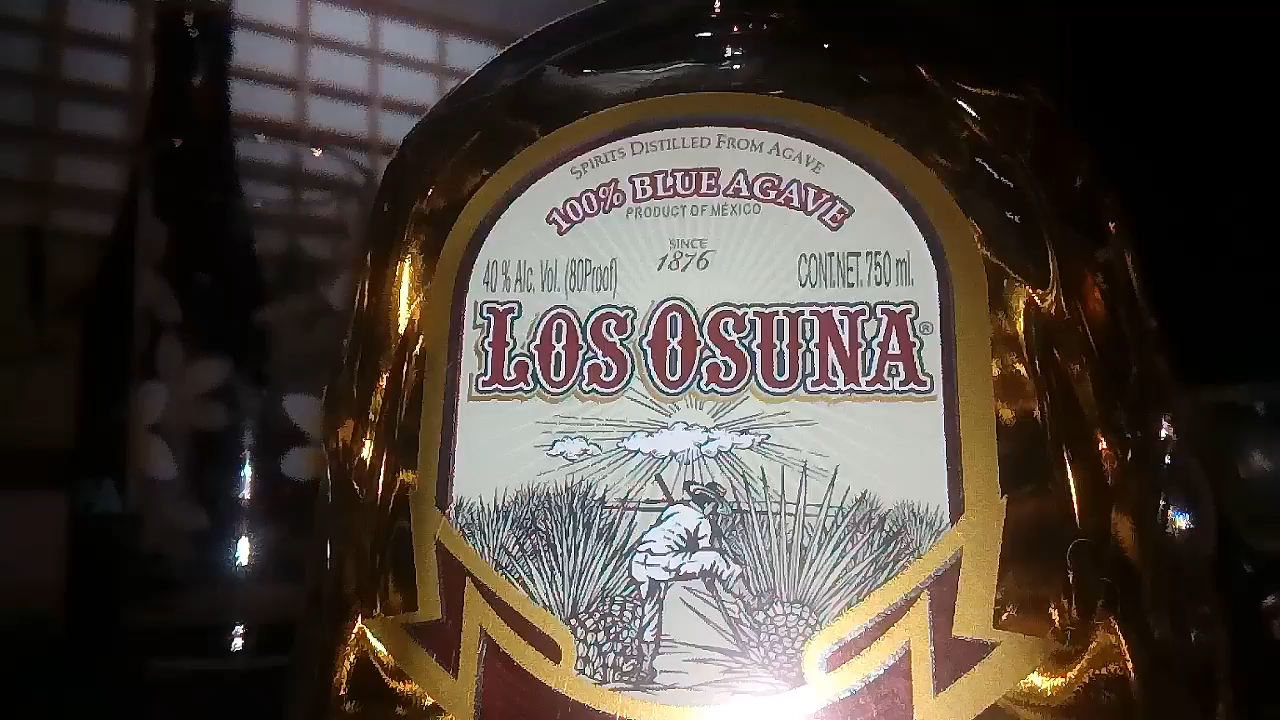 SPIRITS DISTILLED FROM AGAVE
100% BLUE AGAVE
PRODUCT OF MÉXICO
SINCE
1876
40% Alc. Vol. (80Proof)
CONT.NET. 750 ml.
LOS OSUNA®